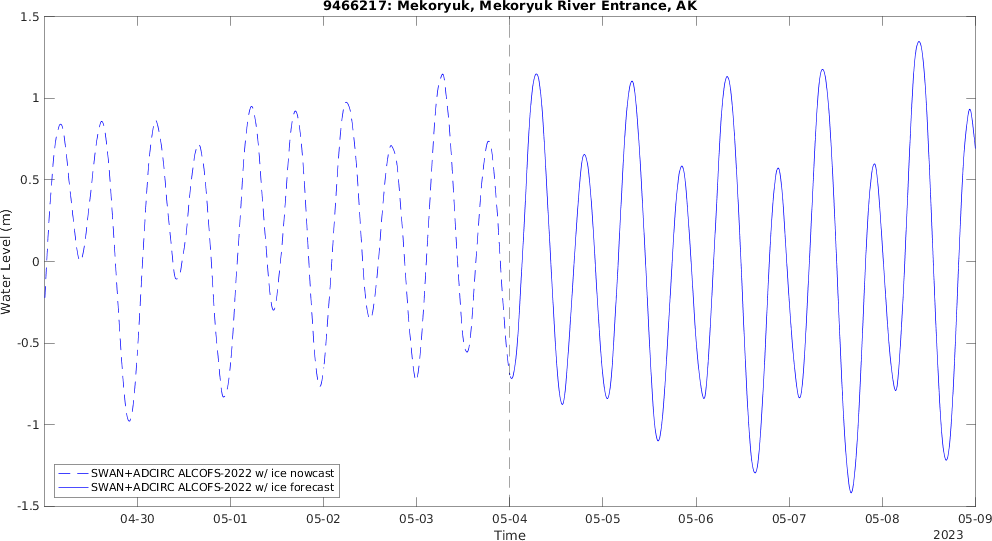 9466217: Mekoryuk, Mekoryuk River Entrance, AK
1.5
1
0.5
0
-0.5
-1
-1.5
Water Level (m)
SWAN+ADCIRC ALCOFS-2022 w/ ice nowcast
SWAN+ADCIRC ALCOFS-2022 w/ ice forecast
04-30 05-01 05-02 05-03 05-04 05-05 05-06 05-07 05-08 05-09
Time
2023